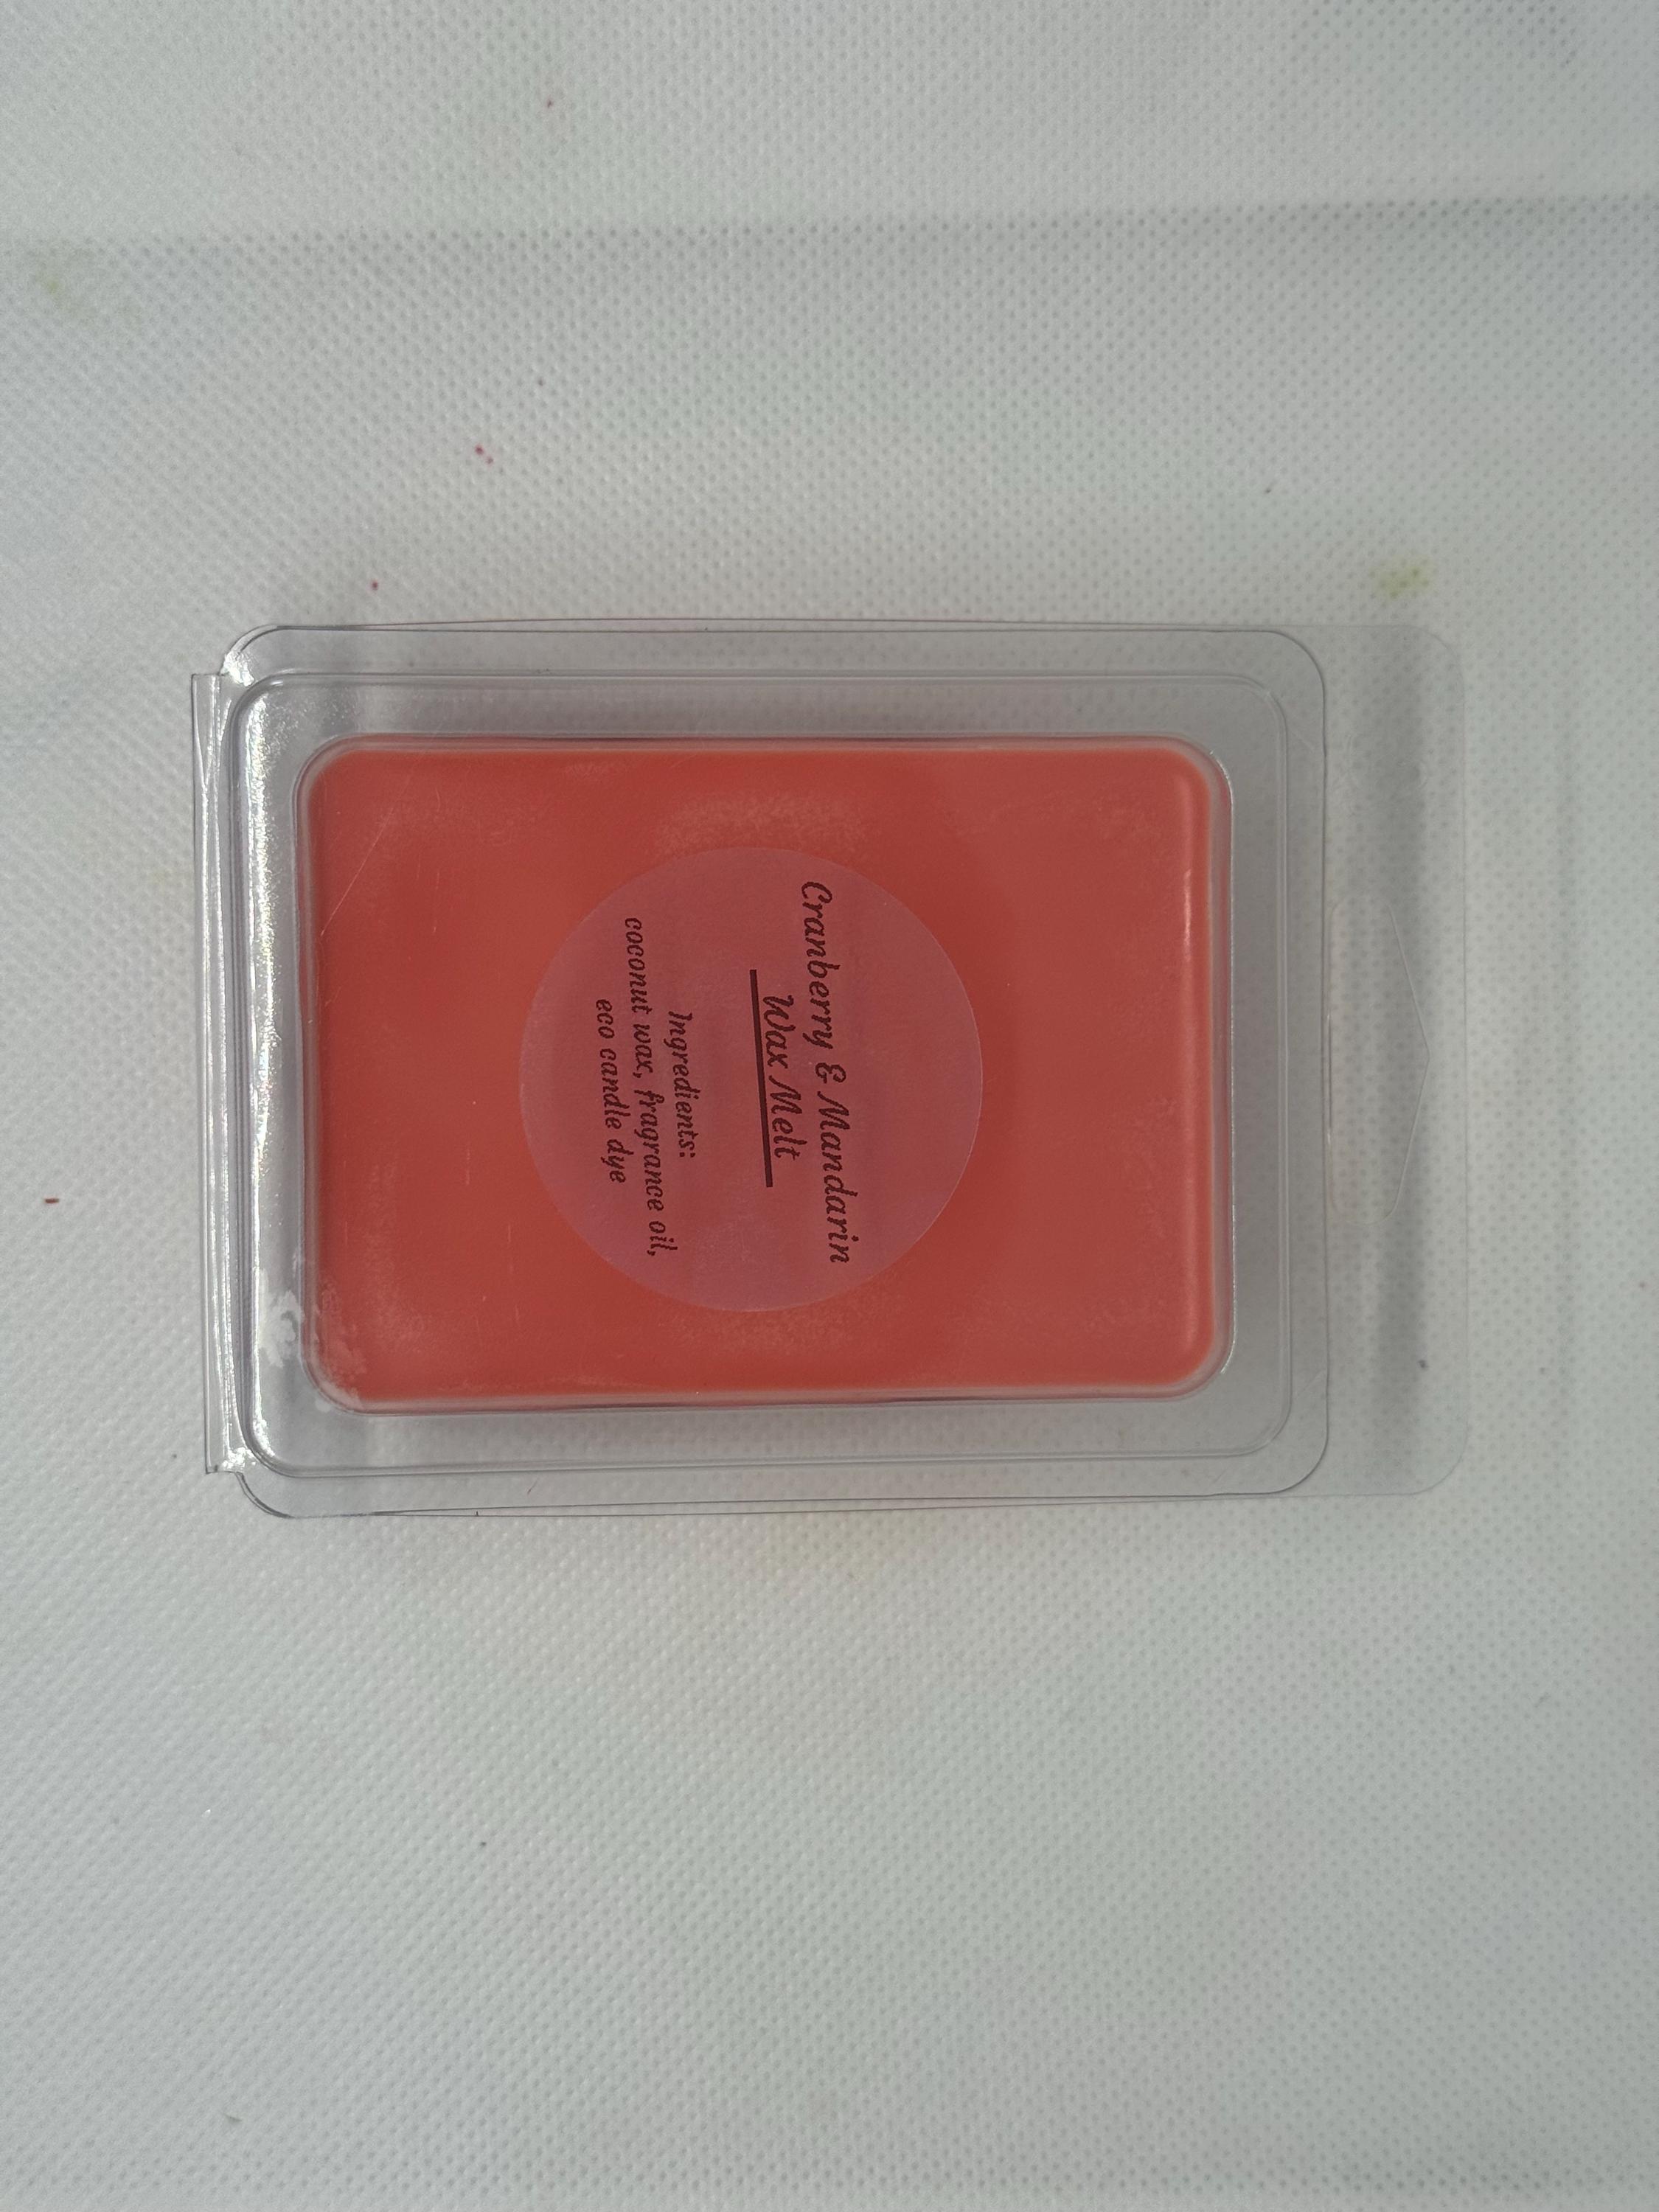 Cranberry & Mandarin
Wax Melt
Ingredients:
coconut wax, fragrance oil,
eco candle dye